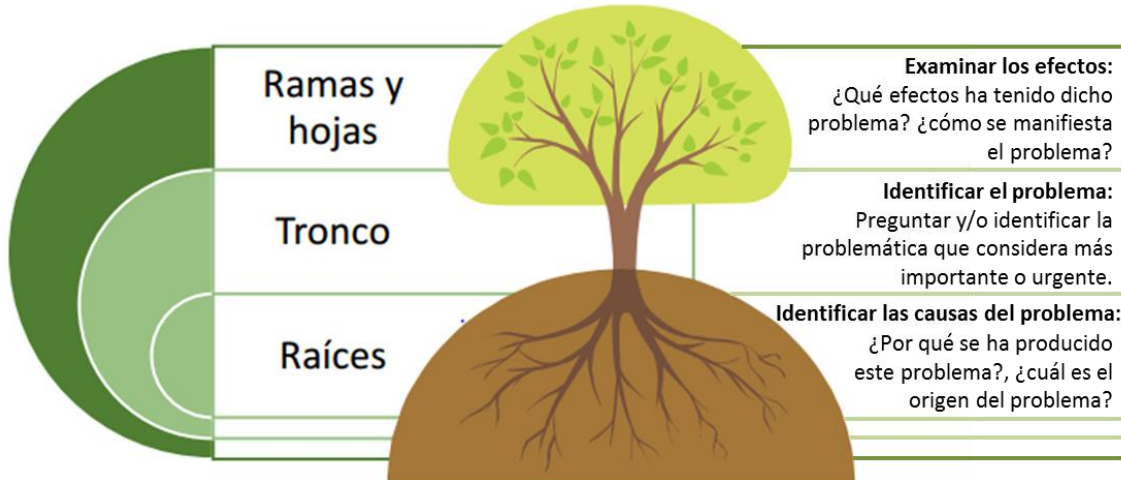 Ramas y
hojas
Examinar los efectos:
¿Qué efectos ha tenido dicho
problema? ¿cómo se manifiesta
el problema?
Tronco
Identificar el problema:
Preguntar y/o identificar la
problemática que considera más
importante o urgente.
Raíces
Identificar las causas del problema:
¿Por qué se ha producido
este problema?, ¿cuál es el
origen del problema?